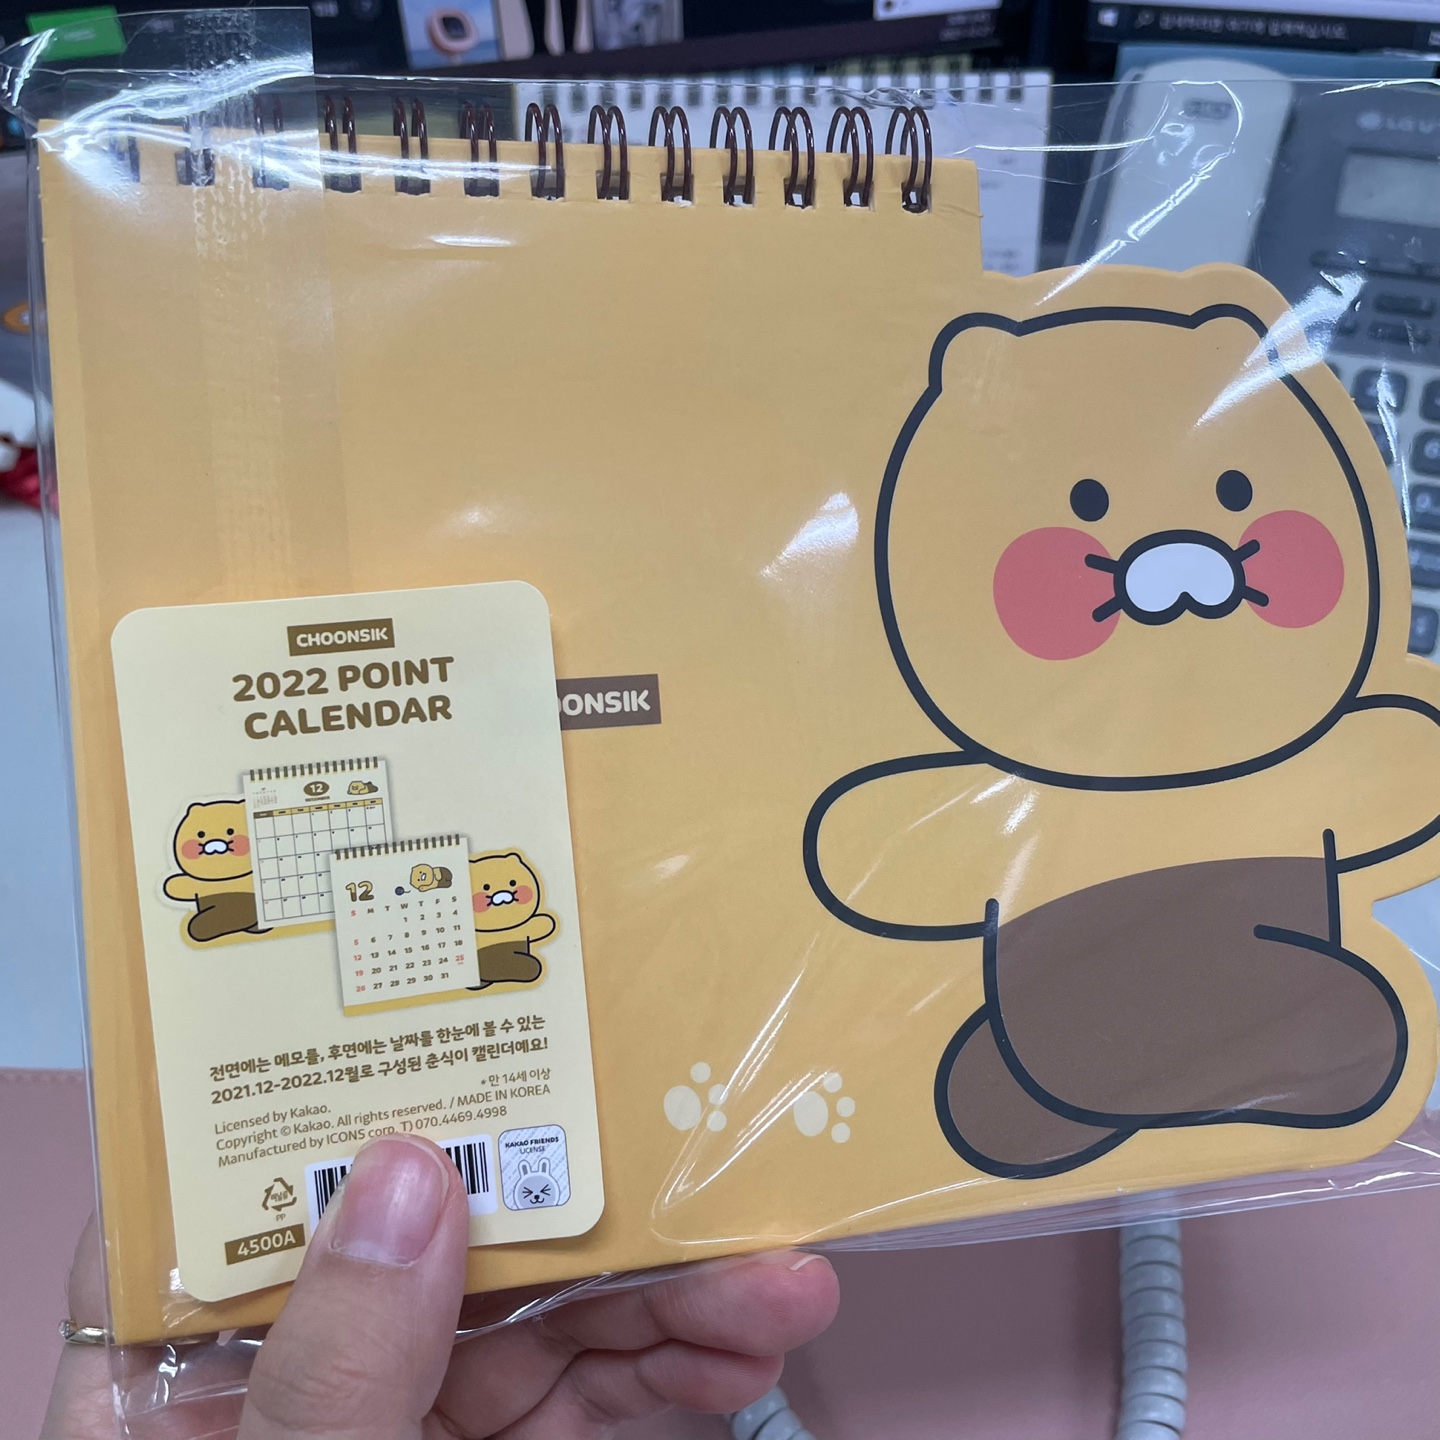 CHOONSIK
2022 POINT
CALENDAR
12
12
S M T W T F S
1 2 3 4
5 6 7 8 9 10 11
12 13 14 15 16 17 18
19 20 21 22 23 24 25
26 27 28 29 30 31
전면에는 메모를, 후면에는 날짜를 한눈에 볼 수 있는
2021.12-2022.12월로 구성된 춘식이 캘린더예요!
*만 14세 이상
Licensed by Kakao.
Copyright © Kakao. All rights reserved. / MADE IN KOREA
Manufactured by ICONS corp. T) 070.4469.4998
KAKAO FRIENDS
LICENSE
비닐류
PP
4500A
OONSIK
LG